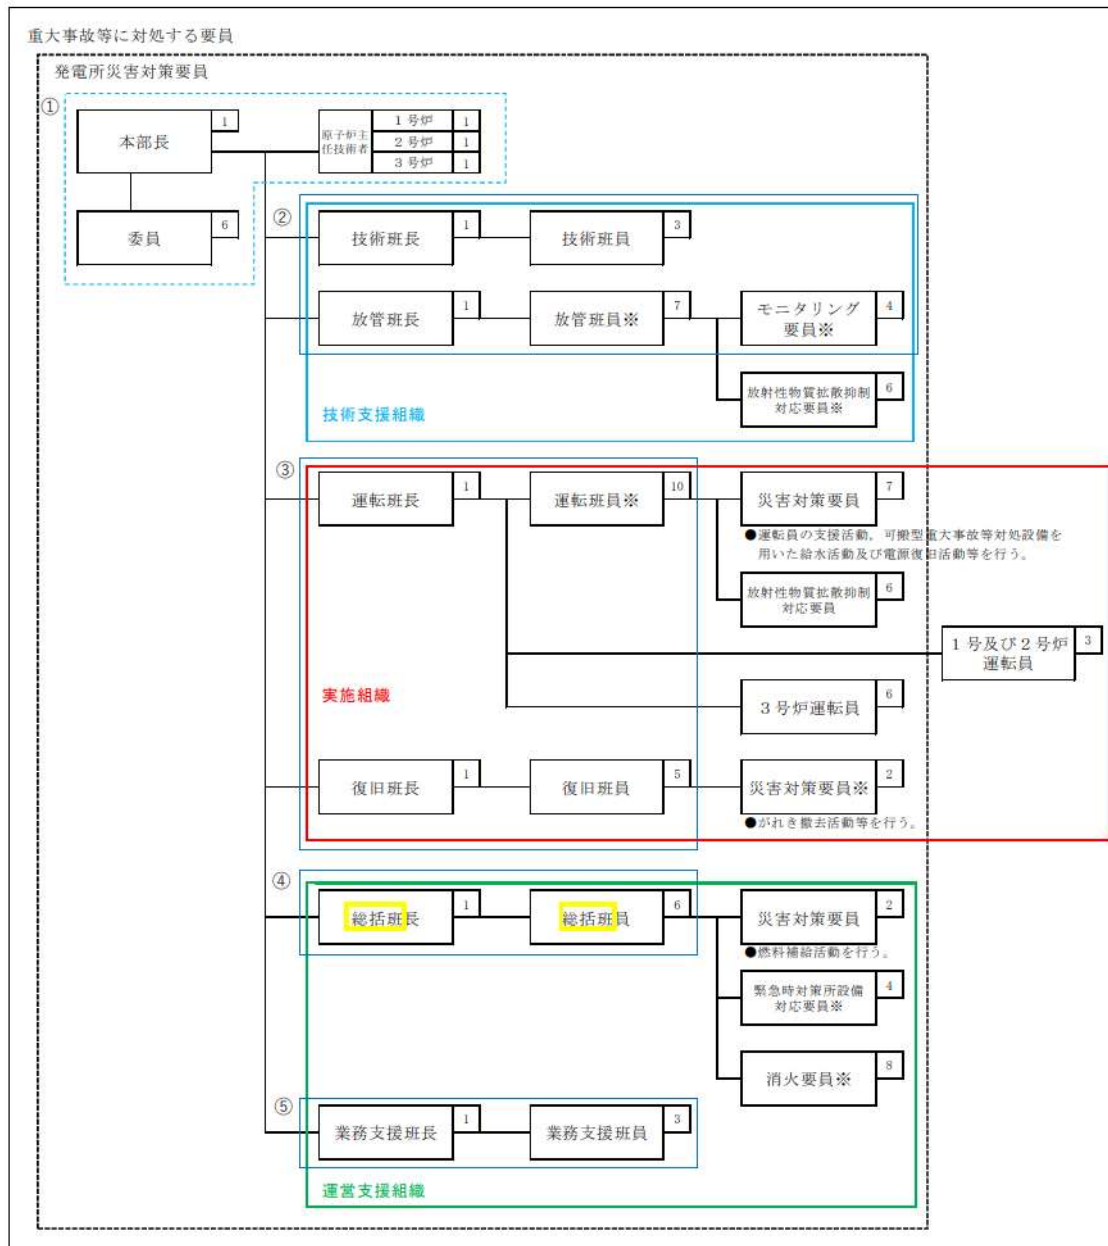 重大事故等に対処する要員
発電所災害対策要員
①
本部長
1
原子炉主
任技術者
1号炉
1
2号炉
1
3号炉
1
委員
6
②
技術班長
1
技術班員
3
放管班長
1
放管班員※
7
モニタリング
要員※
4
放射性物質拡散抑制
対応要員※
6
技術支援組織
③
運転班長
1
運転班員※
10
災害対策要員
7
●運転員の支援活動，可搬型重大事故等対処設備を
用いた給水活動及び電源復旧活動等を行う。
放射性物質拡散抑制
対応要員
6
1号及び2号炉
運転員
3
実施組織
3号炉運転員
6
復旧班長
1
復旧班員
5
災害対策要員※
2
●がれき撤去活動等を行う。
④
総括班長
1
総括班員
6
災害対策要員
2
●燃料補給活動を行う。
緊急時対策所設備
対応要員※
4
消火要員※
8
⑤
業務支援班長
1
業務支援班員
3
運営支援組織